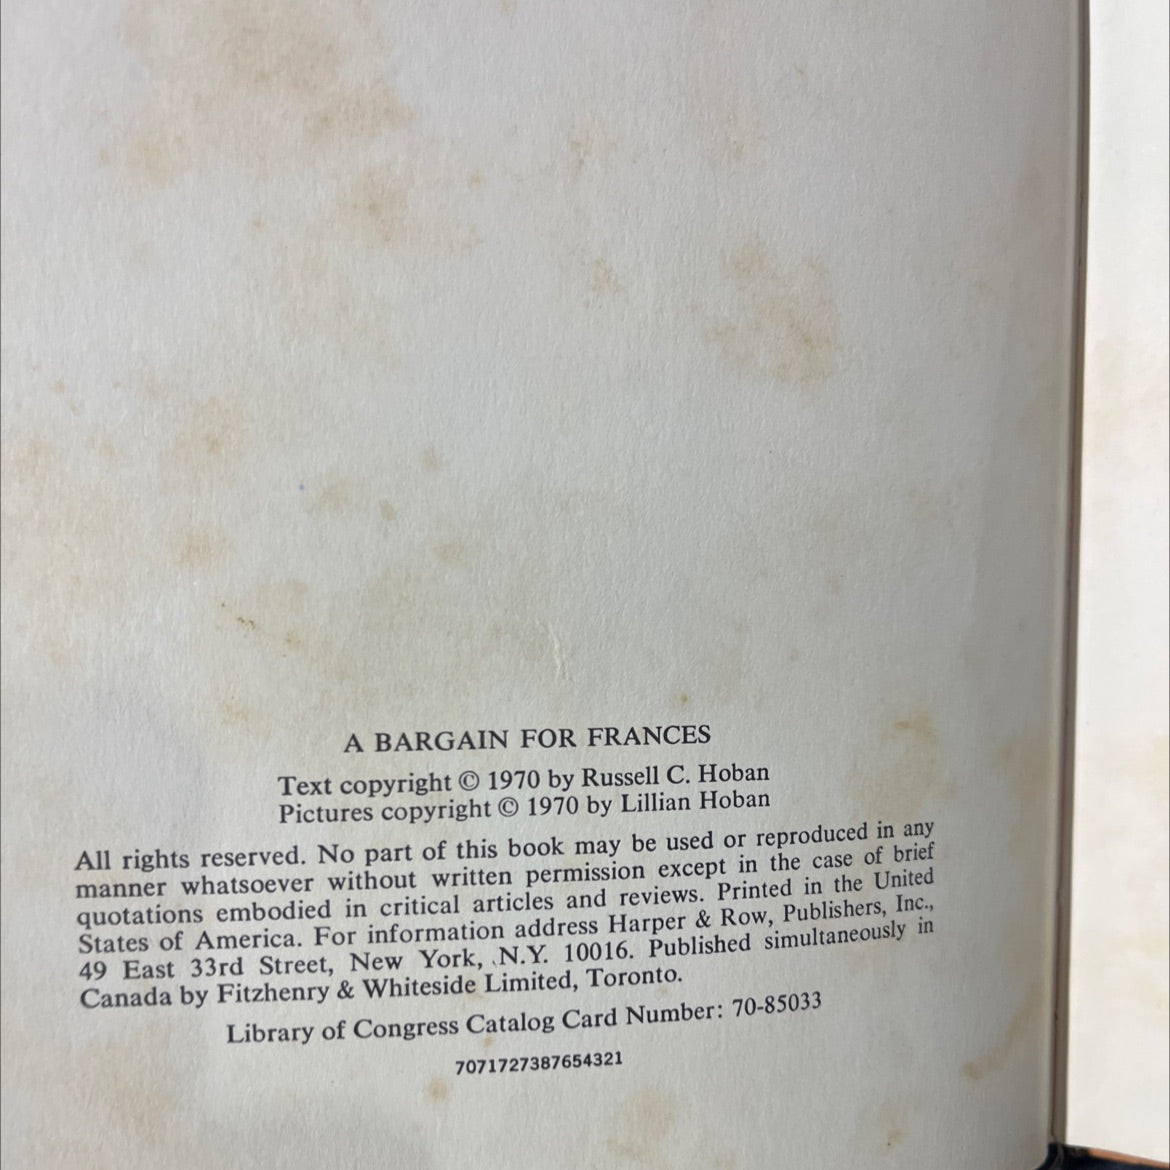 A BARGAIN FOR FRANCES
Text copyright © 1970 by Russell C. Hoban
Pictures copyright © 1970 by Lillian Hoban
All rights reserved. No part of this book may be used or reproduced in any
manner whatsoever without written permission except in the case of brief
quotations embodied in critical articles and reviews. Printed in the United
States of America. For information address Harper & Row, Publishers, Inc.,
49 East 33rd Street, New York, N.Y. 10016. Published simultaneously in
Canada by Fitzhenry & Whiteside Limited, Toronto.
Library of Congress Catalog Card Number: 70-85033
7071727387654321